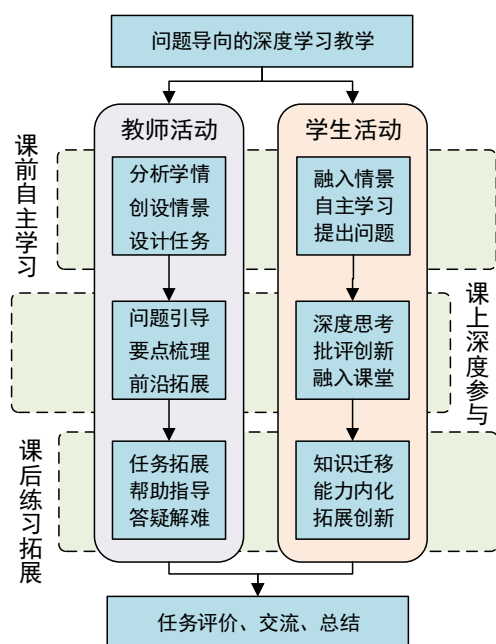 问题导向的深度学习教学
教师活动
学生活动
课前自主学习
分析学情
创设情景
设计任务
融入情景
自主学习
提出问题
课上深度参与
问题引导
要点梳理
前沿拓展
深度思考
批评创新
融入课堂
课后练习拓展
任务拓展
帮助指导
答疑解难
知识迁移
能力内化
拓展创新
任务评价、交流、总结